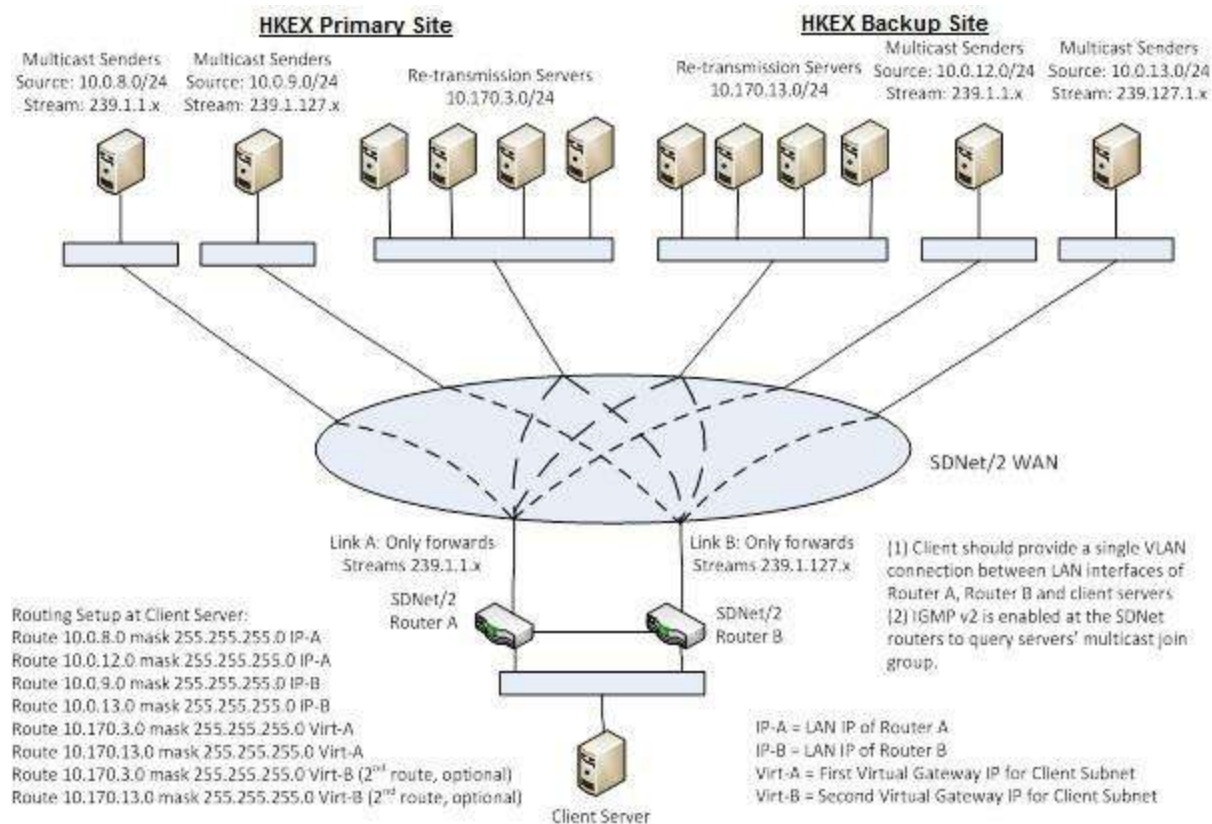 HKEX Primary Site
HKEX Backup Site
Multicast Senders
Source: 10.0.8.0/24
Stream: 239.1.1.x
Multicast Senders
Source: 10.0.9.0/24
Stream: 239.1.127.x
Re-transmission Servers
10.170.3.0/24
Re-transmission Servers
10.170.13.0/24
Multicast Senders
Source: 10.0.12.0/24
Stream: 239.1.1.x
Multicast Senders
Source: 10.0.13.0/24
Stream: 239.127.1.x
SDNet/2 WAN
Link A: Only forwards
Streams 239.1.1.x
Link B: Only forwards
Streams 239.1.127.x
SDNet/2
Router A
SDNet/2
Router B
(1) Client should provide a single VLAN
connection between LAN interfaces of
Router A, Router B and client servers
(2) IGMP v2 is enabled at the SDNet
routers to query servers' multicast join
group.
Routing Setup at Client Server:
Route 10.0.8.0 mask 255.255.255.0 IP-A
Route 10.0.12.0 mask 255.255.255.0 IP-A
Route 10.0.9.0 mask 255.255.255.0 IP-B
Route 10.0.13.0 mask 255.255.255.0 IP-B
Route 10.170.3.0 mask 255.255.255.0 Virt-A
Route 10.170.13.0 mask 255.255.255.0 Virt-A
Route 10.170.3.0 mask 255.255.255.0 Virt-B (2nd route, optional)
Route 10.170.13.0 mask 255.255.255.0 Virt-B (2nd route, optional)
IP-A = LAN IP of Router A
IP-B = LAN IP of Router B
Virt-A = First Virtual Gateway IP for Client Subnet
Virt-B = Second Virtual Gateway IP for Client Subnet
Client Server